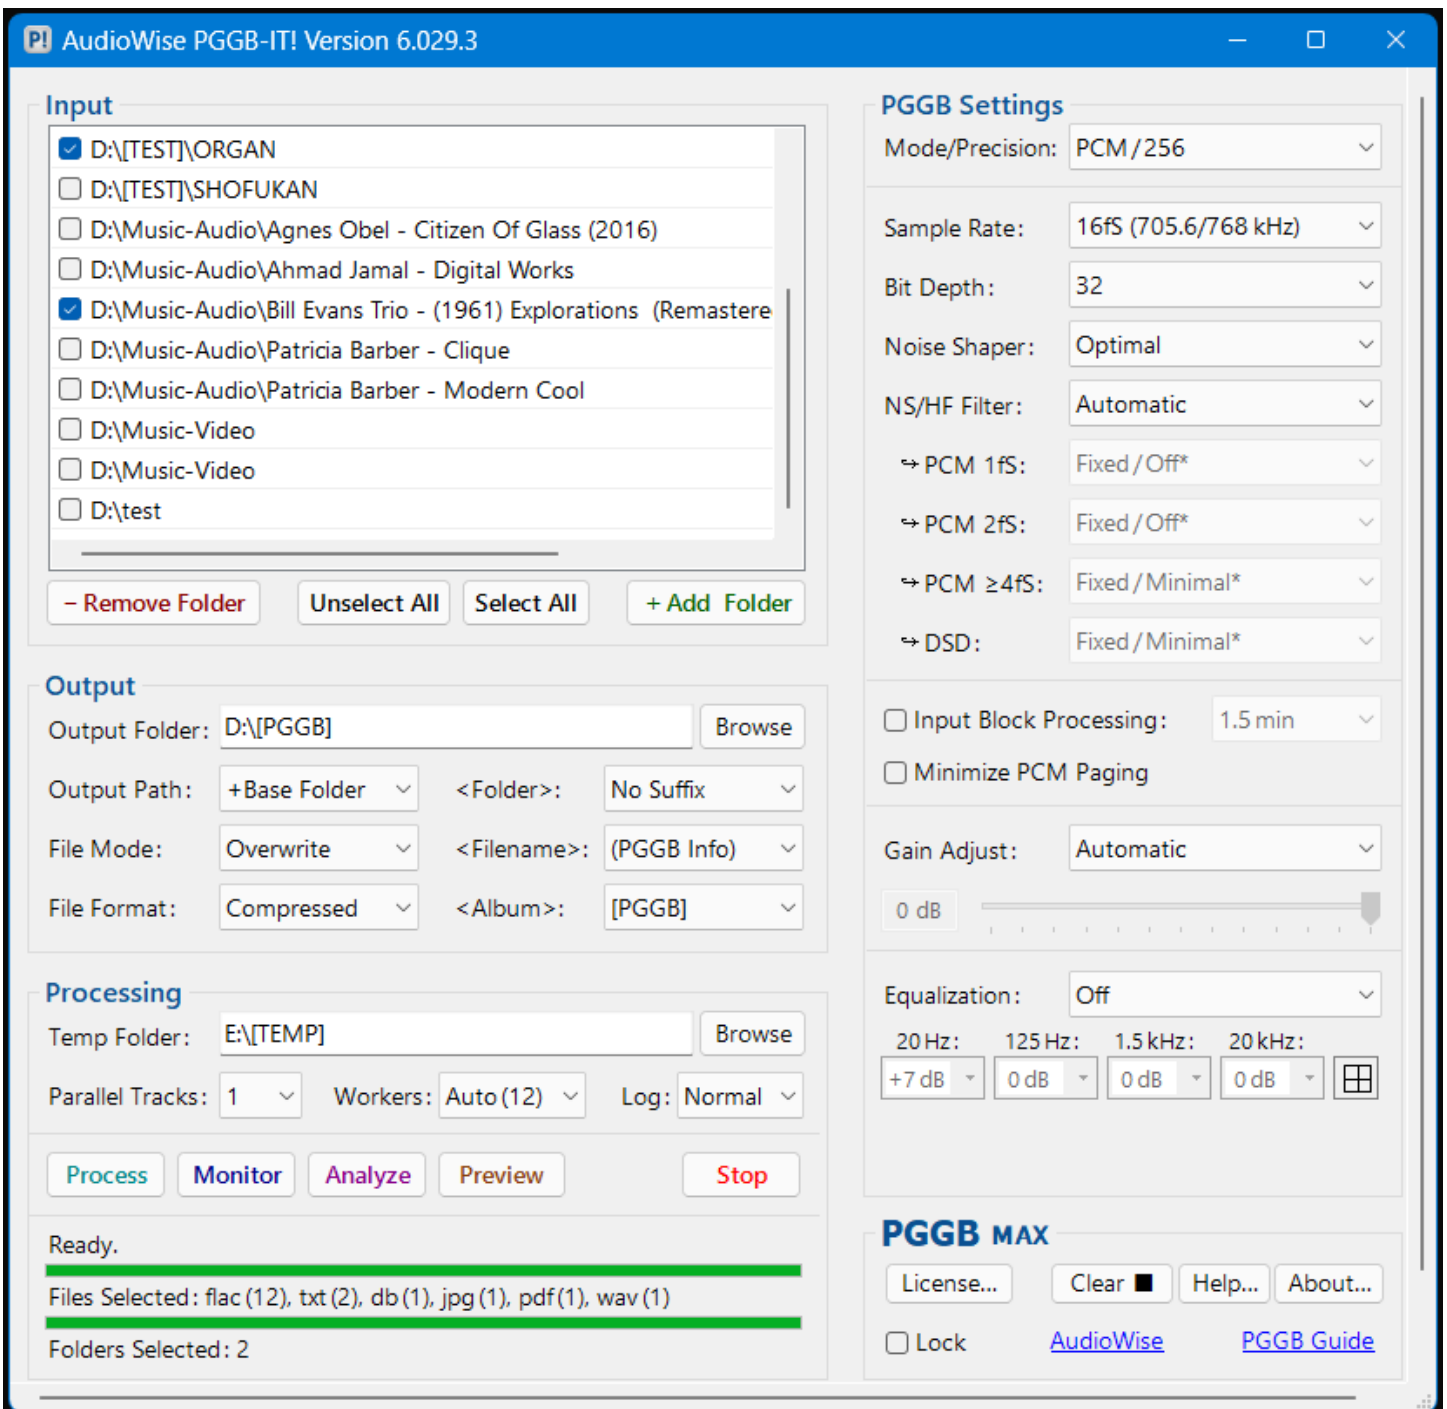 P! AudioWise PGGB-IT! Version 6.029.3
Input
D:\[TEST]\ORGAN
D:\[TEST]\SHOFUKAN
D:\Music-Audio\Agnes Obel - Citizen Of Glass (2016)
D:\Music-Audio\Ahmad Jamal - Digital Works
D:\Music-Audio\Bill Evans Trio - (1961) Explorations  (Remastere
D:\Music-Audio\Patricia Barber - Clique
D:\Music-Audio\Patricia Barber - Modern Cool
D:\Music-Video
D:\Music-Video
D:\test
− Remove Folder Unselect All Select All + Add Folder
Output
Output Folder: D:\[PGGB] Browse
Output Path: +Base Folder <Folder>: No Suffix
File Mode: Overwrite <Filename>: (PGGB Info)
File Format: Compressed <Album>: [PGGB]
Processing
Temp Folder: E:\[TEMP] Browse
Parallel Tracks: 1 Workers: Auto (12) Log: Normal
Process Monitor Analyze Preview Stop
Ready.
Files Selected: flac (12), txt (2), db (1), jpg (1), pdf (1), wav (1)
Folders Selected: 2
PGGB Settings
Mode/Precision: PCM / 256
Sample Rate: 16fS (705.6/768 kHz)
Bit Depth: 32
Noise Shaper: Optimal
NS/HF Filter: Automatic
↪ PCM 1fS: Fixed / Off*
↪ PCM 2fS: Fixed / Off*
↪ PCM ≥4fS: Fixed / Minimal*
↪ DSD: Fixed / Minimal*
Input Block Processing: 1.5 min
Minimize PCM Paging
Gain Adjust: Automatic
0 dB
Equalization: Off
20 Hz: 125 Hz: 1.5 kHz: 20 kHz:
+7 dB 0 dB 0 dB 0 dB
PGGB MAX
License... Clear ■ Help... About...
Lock AudioWise PGGB Guide